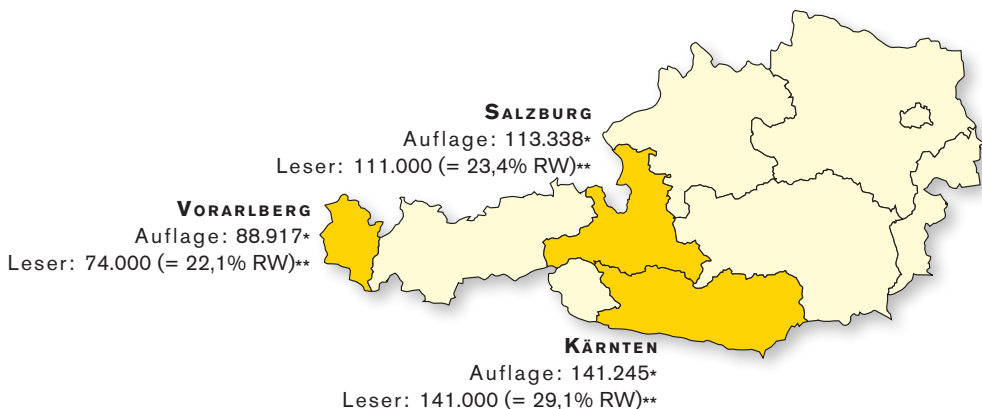 SALZBURG
Auflage: 113.338*
Leser: 111.000 (= 23,4% RW)**
VORARLBERG
Auflage: 88.917*
Leser: 74.000 (= 22,1% RW)**
KÄRNTEN
Auflage: 141.245*
Leser: 141.000 (= 29,1% RW)**